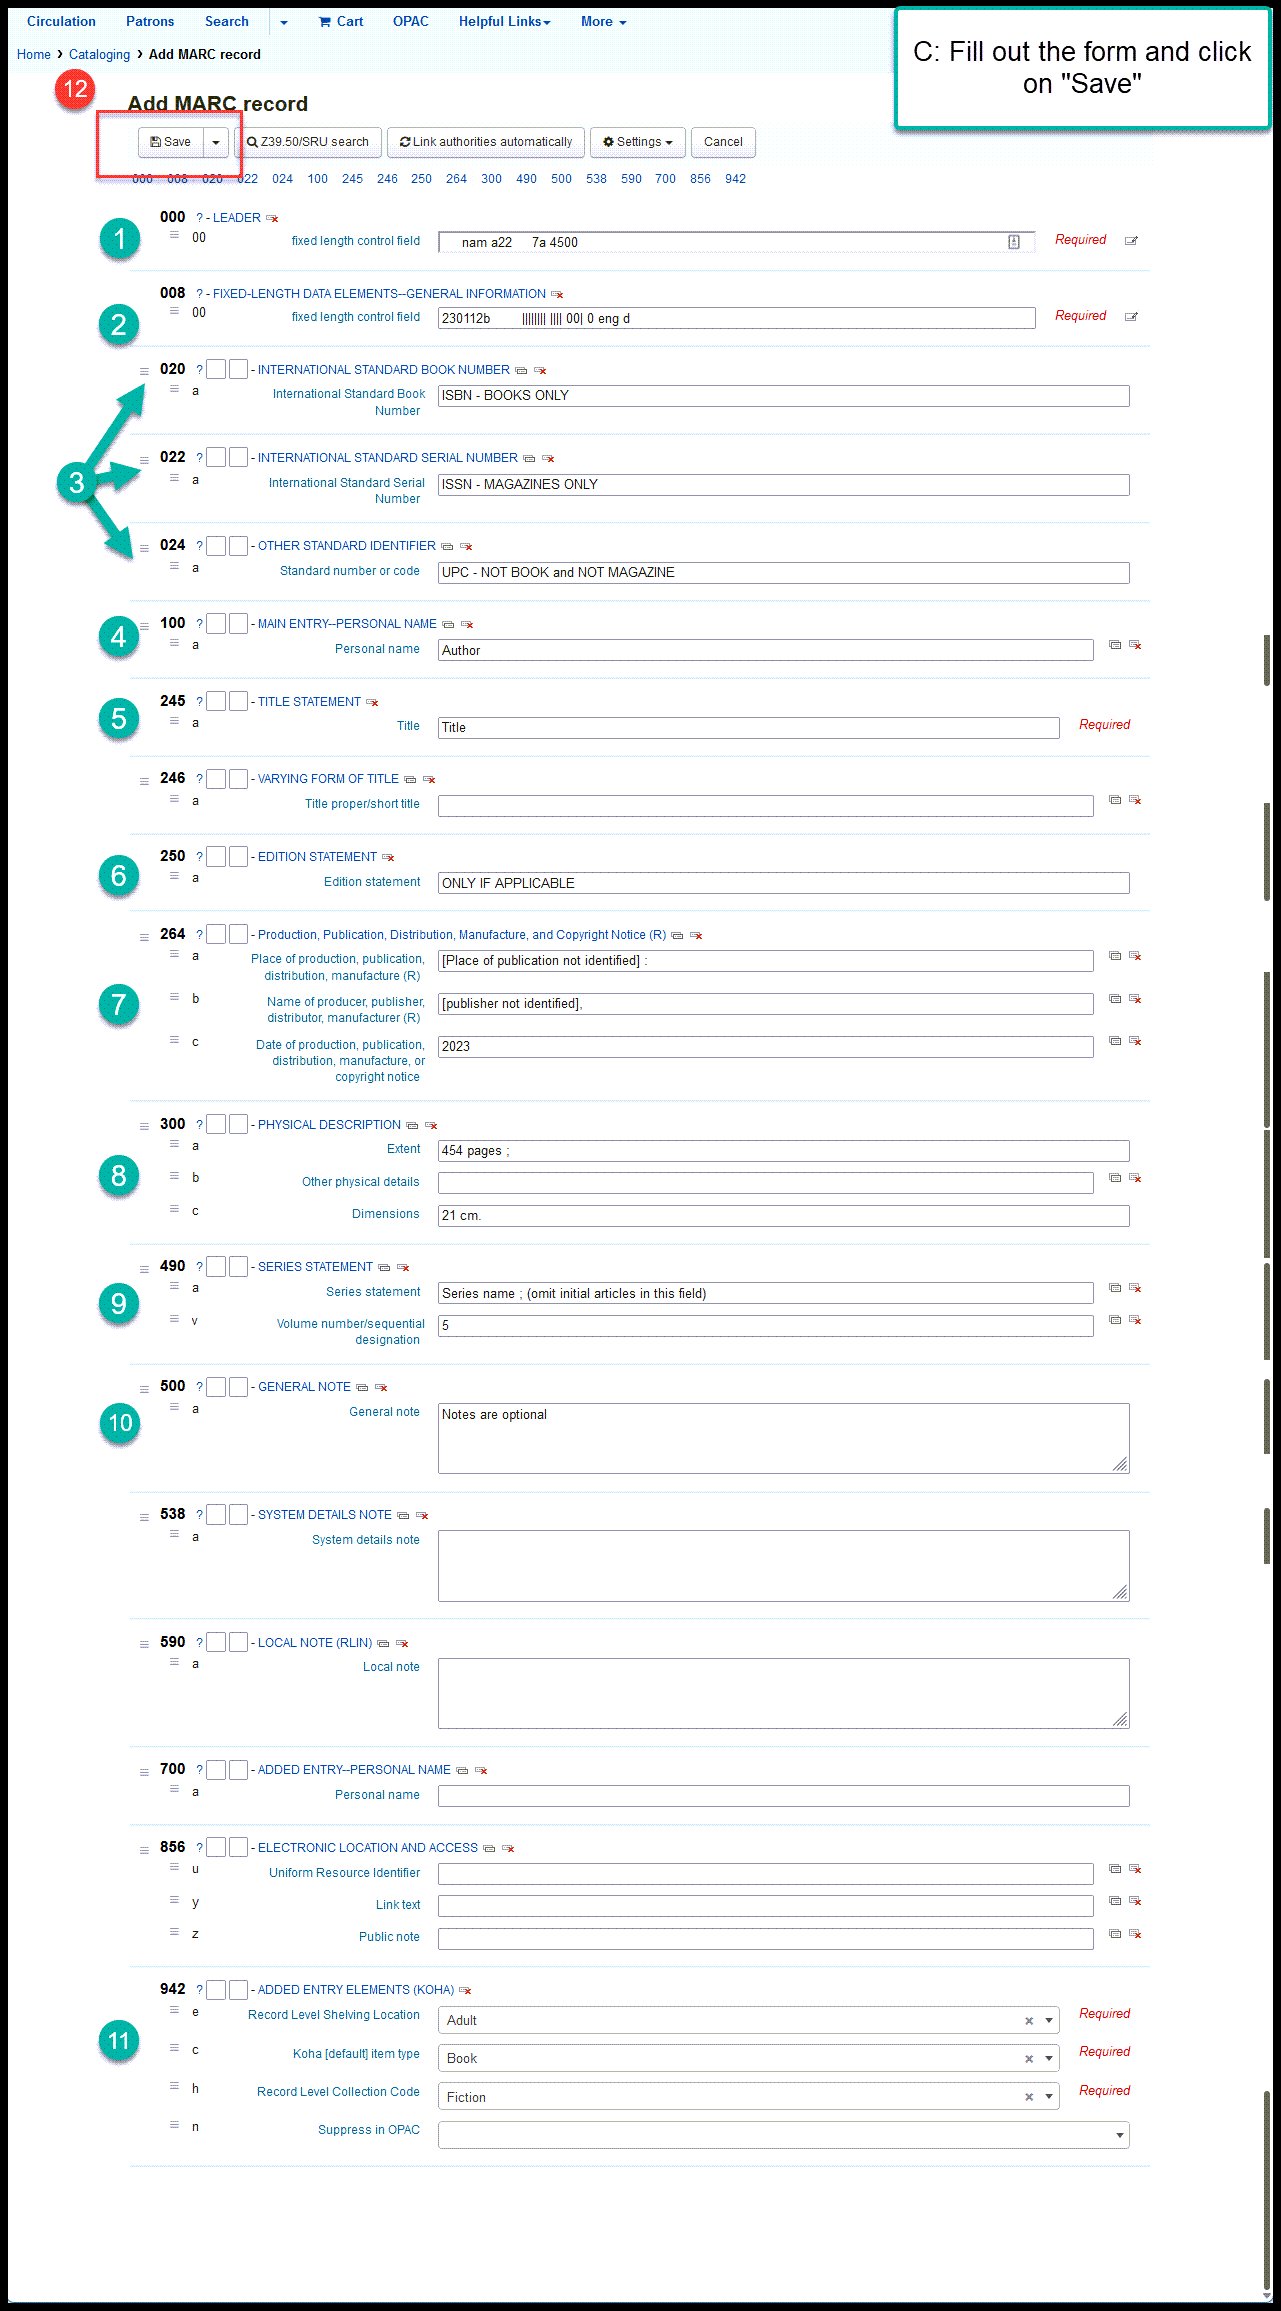 Circulation Patrons Search Cart OPAC Helpful Links More
Home › Cataloging › Add MARC record
C: Fill out the form and click
on "Save"
12
Add MARC record
Save Z39.50/SRU search Link authorities automatically Settings Cancel
000 008 020 022 024 100 245 246 250 264 300 490 500 538 590 700 856 942
000 ? - LEADER
1
00 fixed length control field nam a22 7a 4500 Required
008 ? - FIXED-LENGTH DATA ELEMENTS--GENERAL INFORMATION
2
00 fixed length control field 230112b |||||||| |||| 00| 0 eng d Required
020 ? - INTERNATIONAL STANDARD BOOK NUMBER
a International Standard Book
Number ISBN - BOOKS ONLY
022 ? - INTERNATIONAL STANDARD SERIAL NUMBER
3
a International Standard Serial
Number ISSN - MAGAZINES ONLY
024 ? - OTHER STANDARD IDENTIFIER
a Standard number or code UPC - NOT BOOK and NOT MAGAZINE
100 ? - MAIN ENTRY--PERSONAL NAME
4
a Personal name Author
245 ? - TITLE STATEMENT
5
a Title Title Required
246 ? - VARYING FORM OF TITLE
a Title proper/short title
250 ? - EDITION STATEMENT
6
a Edition statement ONLY IF APPLICABLE
264 ? - Production, Publication, Distribution, Manufacture, and Copyright Notice (R)
a Place of production, publication,
distribution, manufacture (R) [Place of publication not identified] :
7
b Name of producer, publisher,
distributor, manufacturer (R) [publisher not identified],
c Date of production, publication,
distribution, manufacture, or
copyright notice 2023
300 ? - PHYSICAL DESCRIPTION
a Extent 454 pages ;
8
b Other physical details
c Dimensions 21 cm.
490 ? - SERIES STATEMENT
9
a Series statement Series name ; (omit initial articles in this field)
v Volume number/sequential
designation 5
500 ? - GENERAL NOTE
10
a General note Notes are optional
538 ? - SYSTEM DETAILS NOTE
a System details note
590 ? - LOCAL NOTE (RLIN)
a Local note
700 ? - ADDED ENTRY--PERSONAL NAME
a Personal name
856 ? - ELECTRONIC LOCATION AND ACCESS
u Uniform Resource Identifier
y Link text
z Public note
942 ? - ADDED ENTRY ELEMENTS (KOHA)
e Record Level Shelving Location Adult × Required
11
c Koha [default] item type Book × Required
h Record Level Collection Code Fiction × Required
n Suppress in OPAC